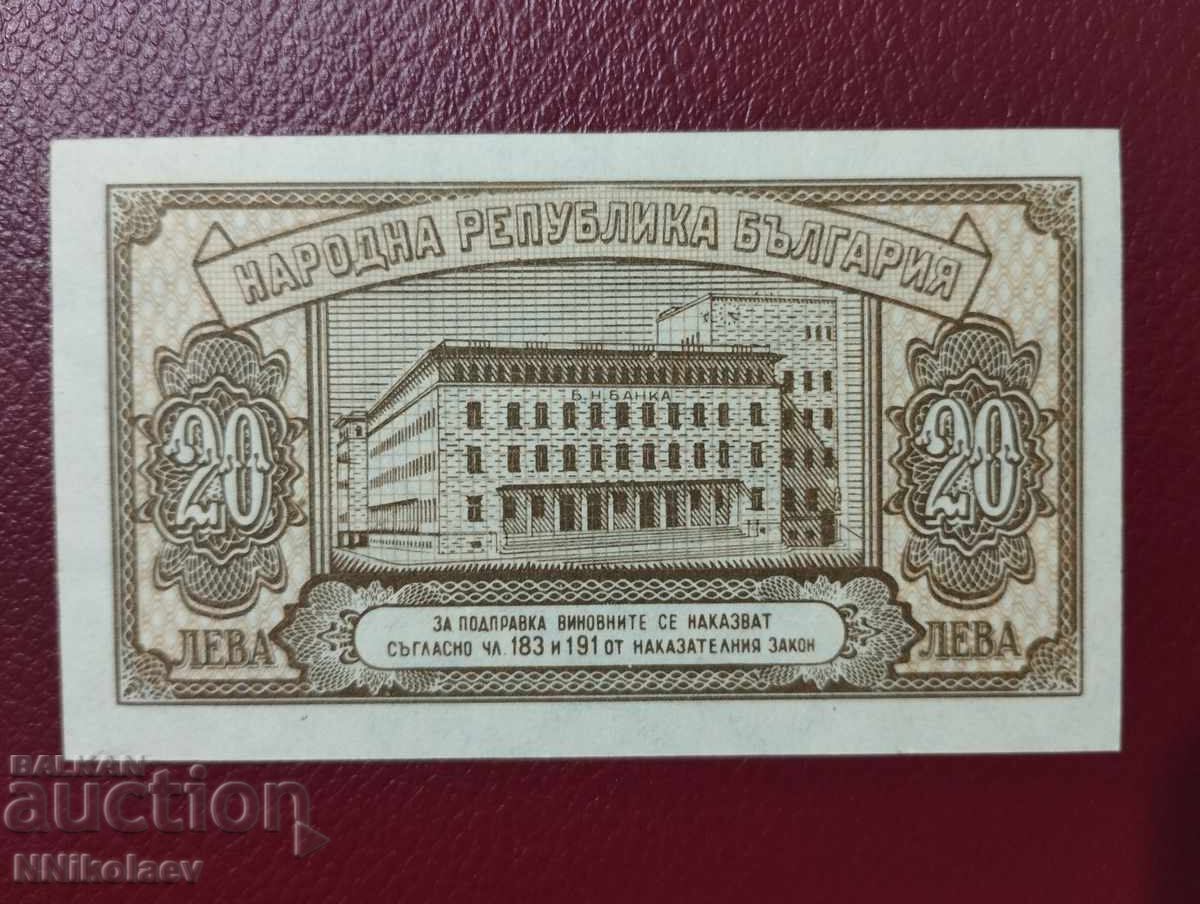 НАРОДНА РЕПУБЛИКА БЪЛГАРИЯ
Б.Н.БАНКА
20
20
ЛЕВА
ЛЕВА
ЗА ПОДПРАВКА ВИНОВНИТЕ СЕ НАКАЗВАТ
СЪГЛАСНО ЧЛ. 183 И 191 ОТ НАКАЗАТЕЛНИЯ ЗАКОН
BALKAN
auction
NNikolaev